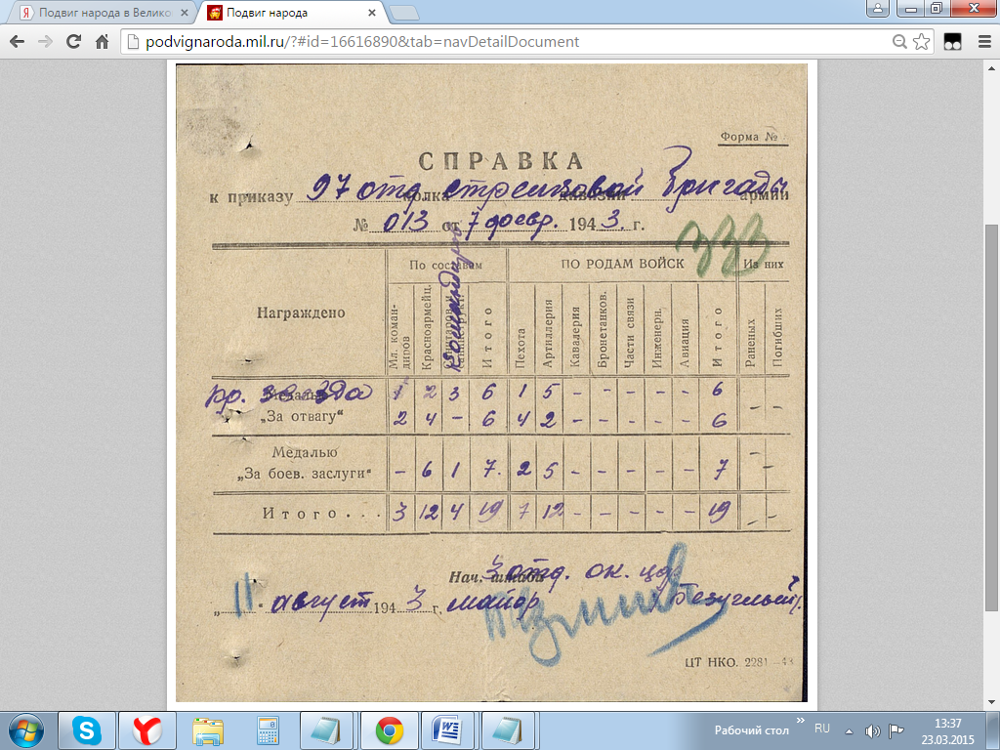 Подвиг народа в Велико
Подвиг народа
podvignaroda.mil.ru/?#id=16616890&tab=navDetailDocument
Форма №
СПРАВКА
к приказу 97 отд. стрелковой бригады армии
№ 013 от 7 февр. 1943. г.
333
По составам ПО РОДАМ ВОЙСК Из них
Награждено
Мл. коман-диров Красноармейц. командиров Итого Пехота Артиллерия Кавалерия Бронетанков. Части связи Инженерн. Авиация Итого Раненых Погибших
кр. звезда 1 2 3 6 1 5 – – – – – 6 – –
„За отвагу“ 2 4 – 6 4 2 – – – – – 6
Медалью
„За боев. заслуги“ – 6 1 7. 2 5 – – – – – 7 – –
Итого... 3 12 4 19 7 12 – – – – – 19 – –
Нач. штаба 3 отд. ок. цд.
„11. август 1943 г. майор (Безуглый).
ЦТ НКО. 2281—43
Рабочий стол
RU
13:37
23.03.2015